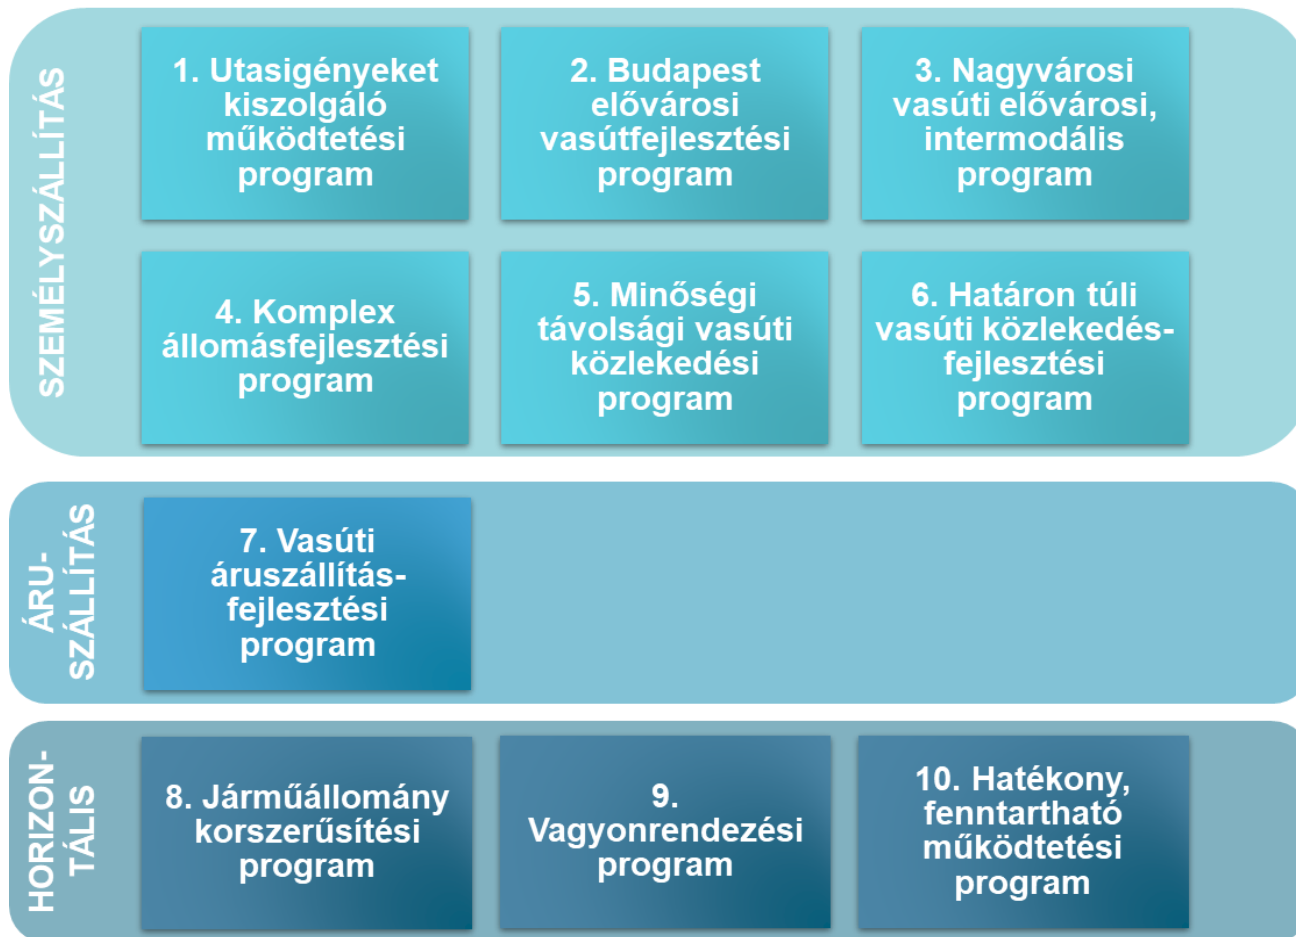 SZEMÉLYSZÁLLÍTÁS
1. Utasigényeket
kiszolgáló
működtetési
program
2. Budapest
elővárosi
vasútfejlesztési
program
3. Nagyvárosi
vasúti elővárosi,
intermodális
program
4. Komplex
állomásfejlesztési
program
5. Minőségi
távolsági vasúti
közlekedési
program
6. Határon túli
vasúti közlekedés-
fejlesztési
program
ÁRU-
SZÁLLÍTÁS
7. Vasúti
áruszállítás-
fejlesztési
program
HORIZON-
TÁLIS
8. Járműállomány
korszerűsítési
program
9.
Vagyonrendezési
program
10. Hatékony,
fenntartható
működtetési
program